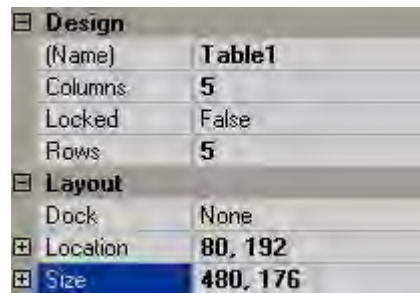 Design
(Name) Table1
Columns 5
Locked False
Rows 5
Layout
Dock None
Location 80, 192
Size 480, 176